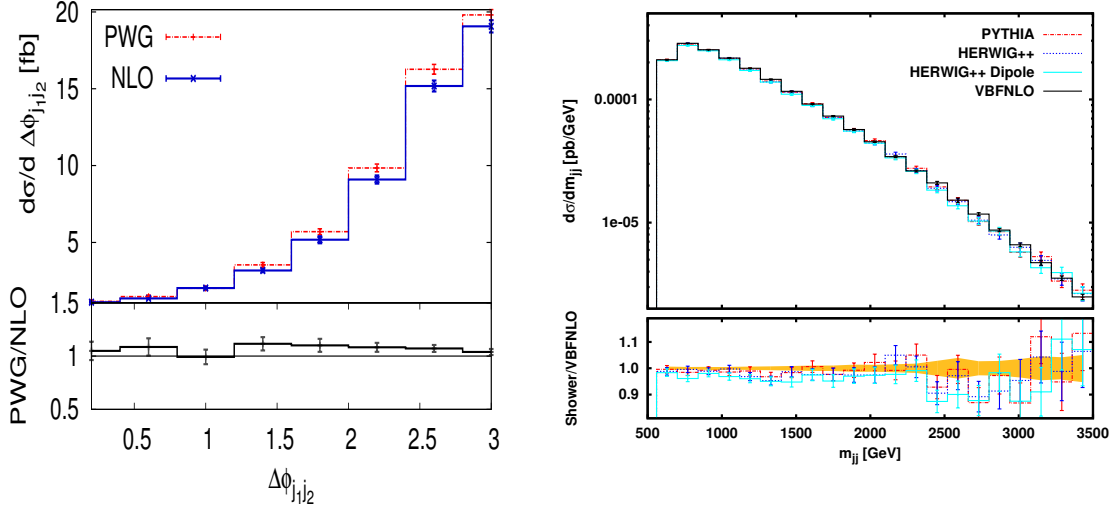 dσ/d Δϕj1j2 [fb]
20
15
10
5
1.5
PWG
NLO
PWG/NLO
1
0.5
0.5 1 1.5 2 2.5 3
Δϕj1j2
dσ/dmjj [pb/GeV]
0.0001
1e-05
PYTHIA
HERWIG++
HERWIG++ Dipole
VBFNLO
Shower/VBFNLO
1.1
1.0
0.9
500 1000 1500 2000 2500 3000 3500
mjj [GeV]